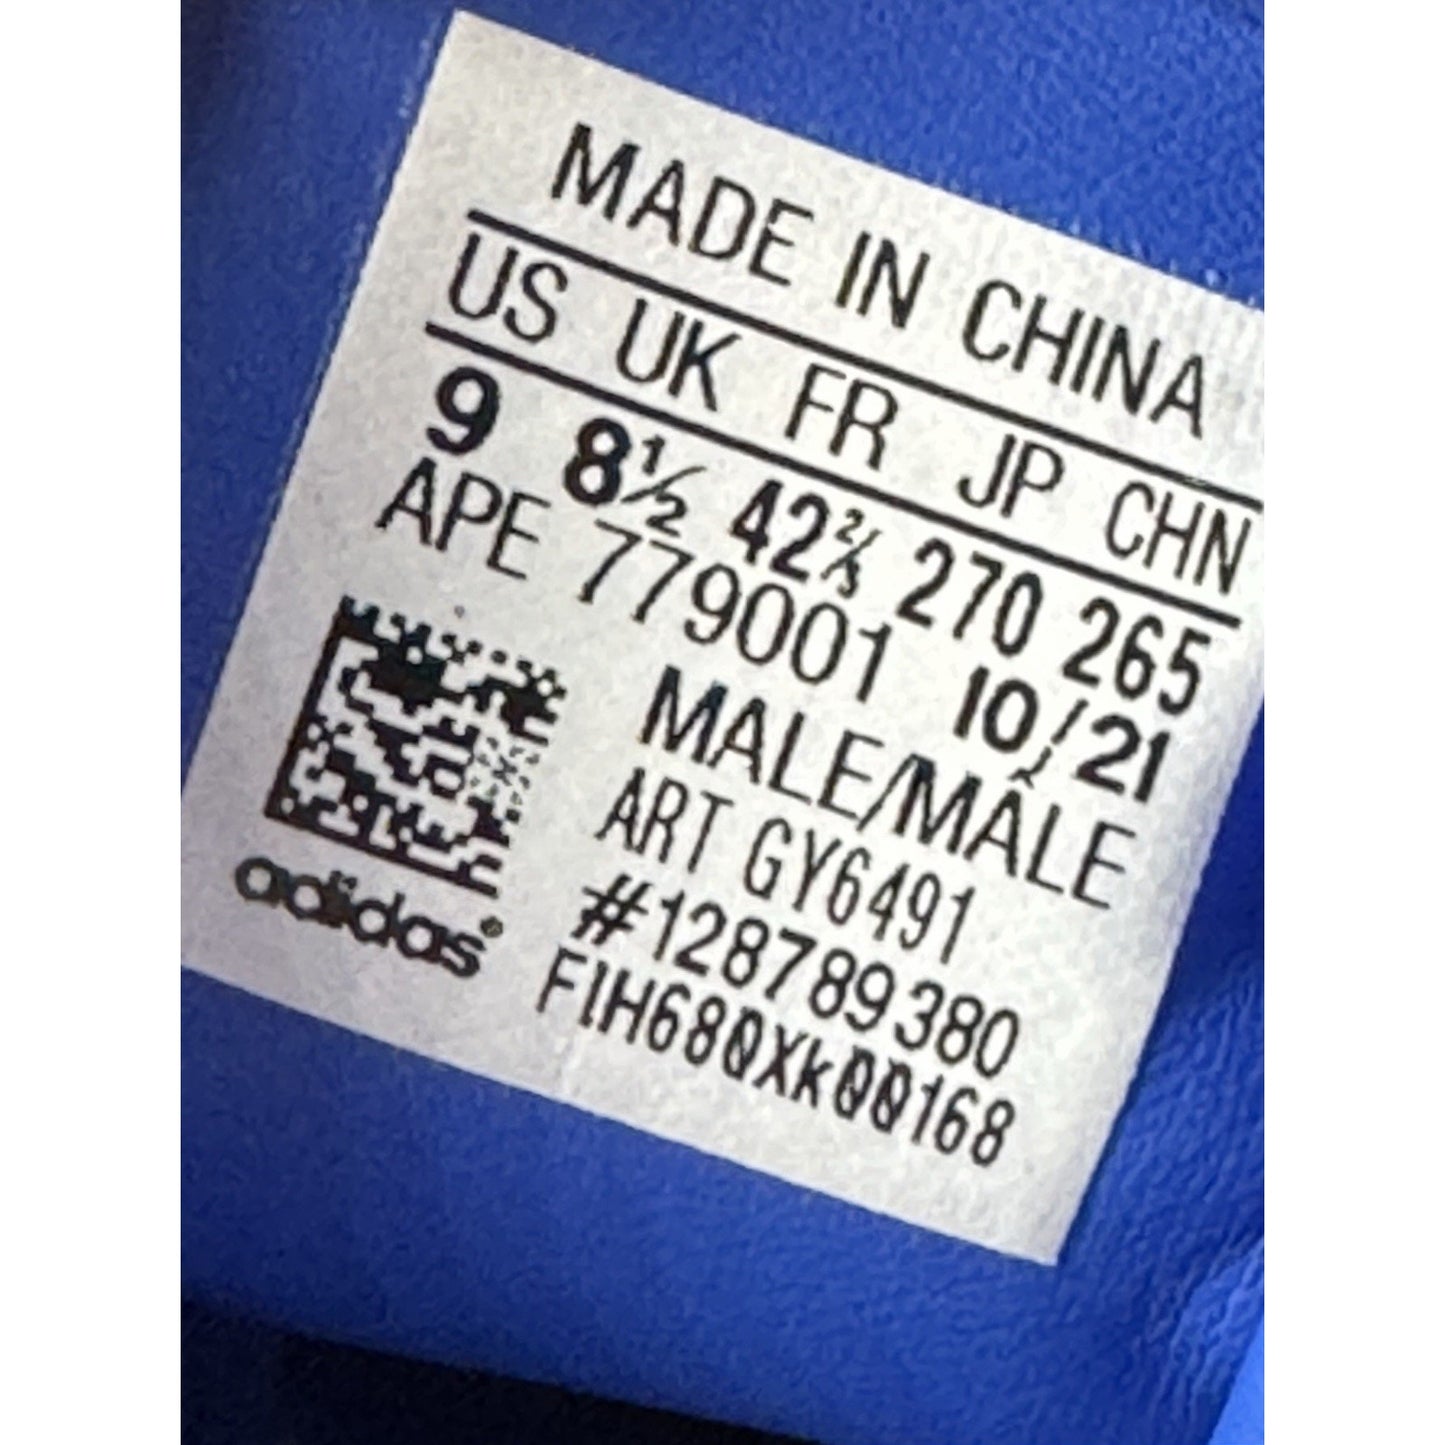 MADE IN CHINA
US UK FR JP CHN
9 8½ 42⅔ 270 265
APE 779001 10/21
MALE/MÂLE
ART GY6491
#128789380
FIH680XK00168
adidas®